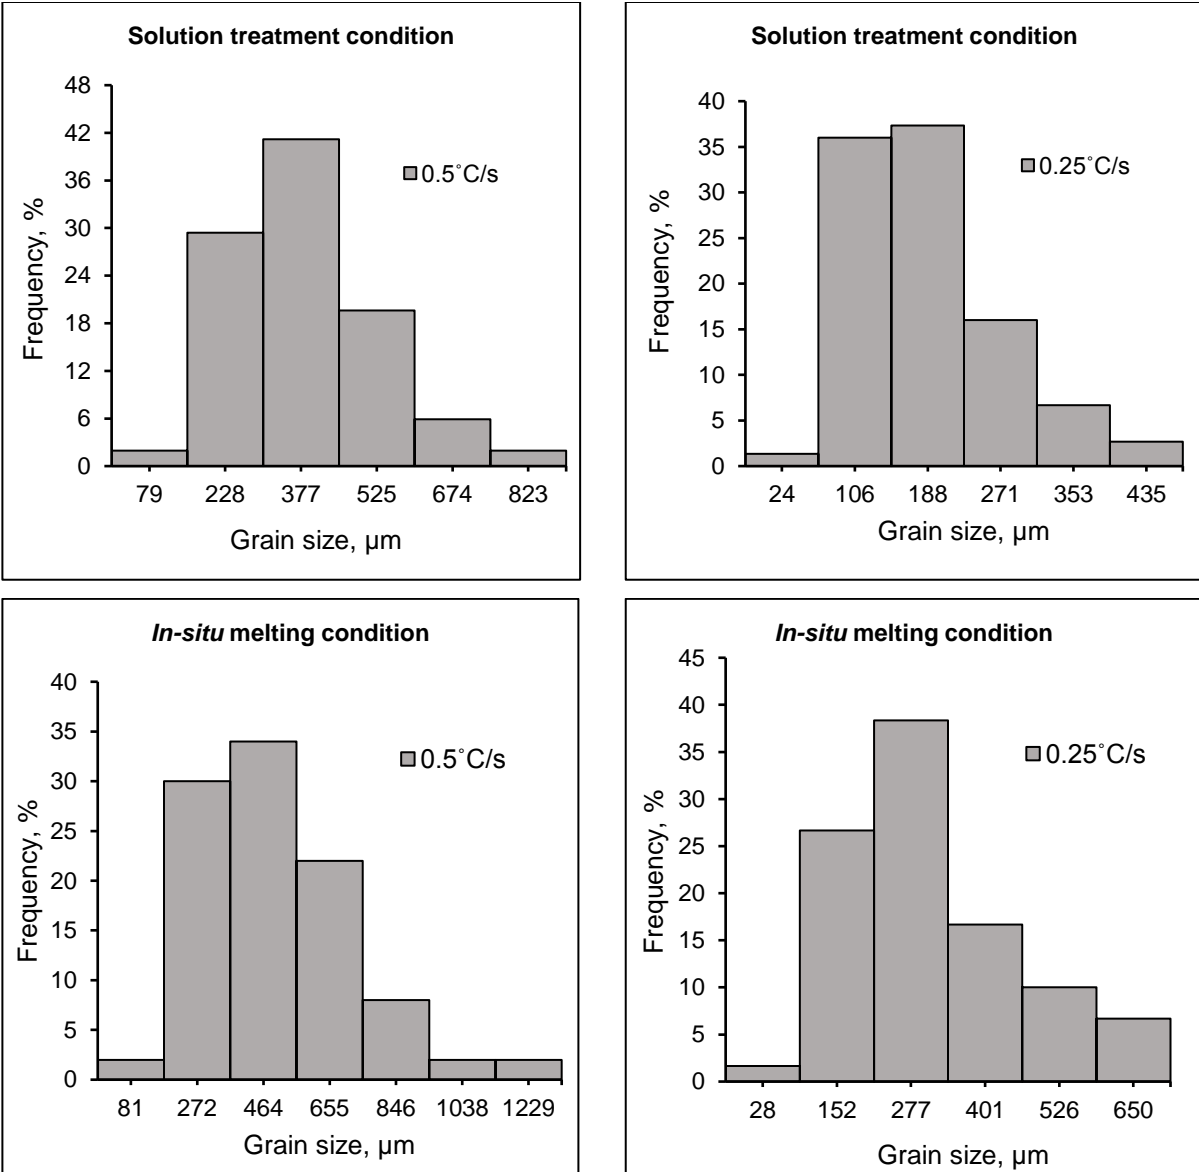 Solution treatment condition
48
42
36
30
24
18
12
6
0
Frequency, %
0.5˚C/s
79 228 377 525 674 823
Grain size, µm
Solution treatment condition
40
35
30
25
20
15
10
5
0
Frequency, %
0.25˚C/s
24 106 188 271 353 435
Grain size, µm
In-situ melting condition
40
35
30
25
20
15
10
5
0
Frequency, %
0.5˚C/s
81 272 464 655 846 1038 1229
Grain size, µm
In-situ melting condition
45
40
35
30
25
20
15
10
5
0
Frequency, %
0.25˚C/s
28 152 277 401 526 650
Grain size, µm